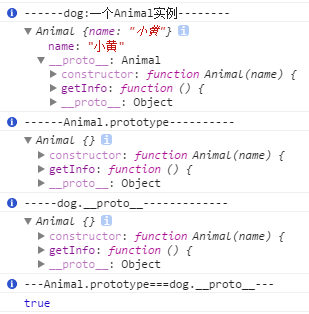 ------dog:一个Animal实例--------
Animal {name: "小黄"}
name: "小黄"
__proto__: Animal
constructor: function Animal(name) {
getInfo: function () {
__proto__: Object
------Animal.prototype----------
Animal {}
constructor: function Animal(name) {
getInfo: function () {
__proto__: Object
-----dog.__proto__-------------
Animal {}
constructor: function Animal(name) {
getInfo: function () {
__proto__: Object
---Animal.prototype===dog.__proto__---
true